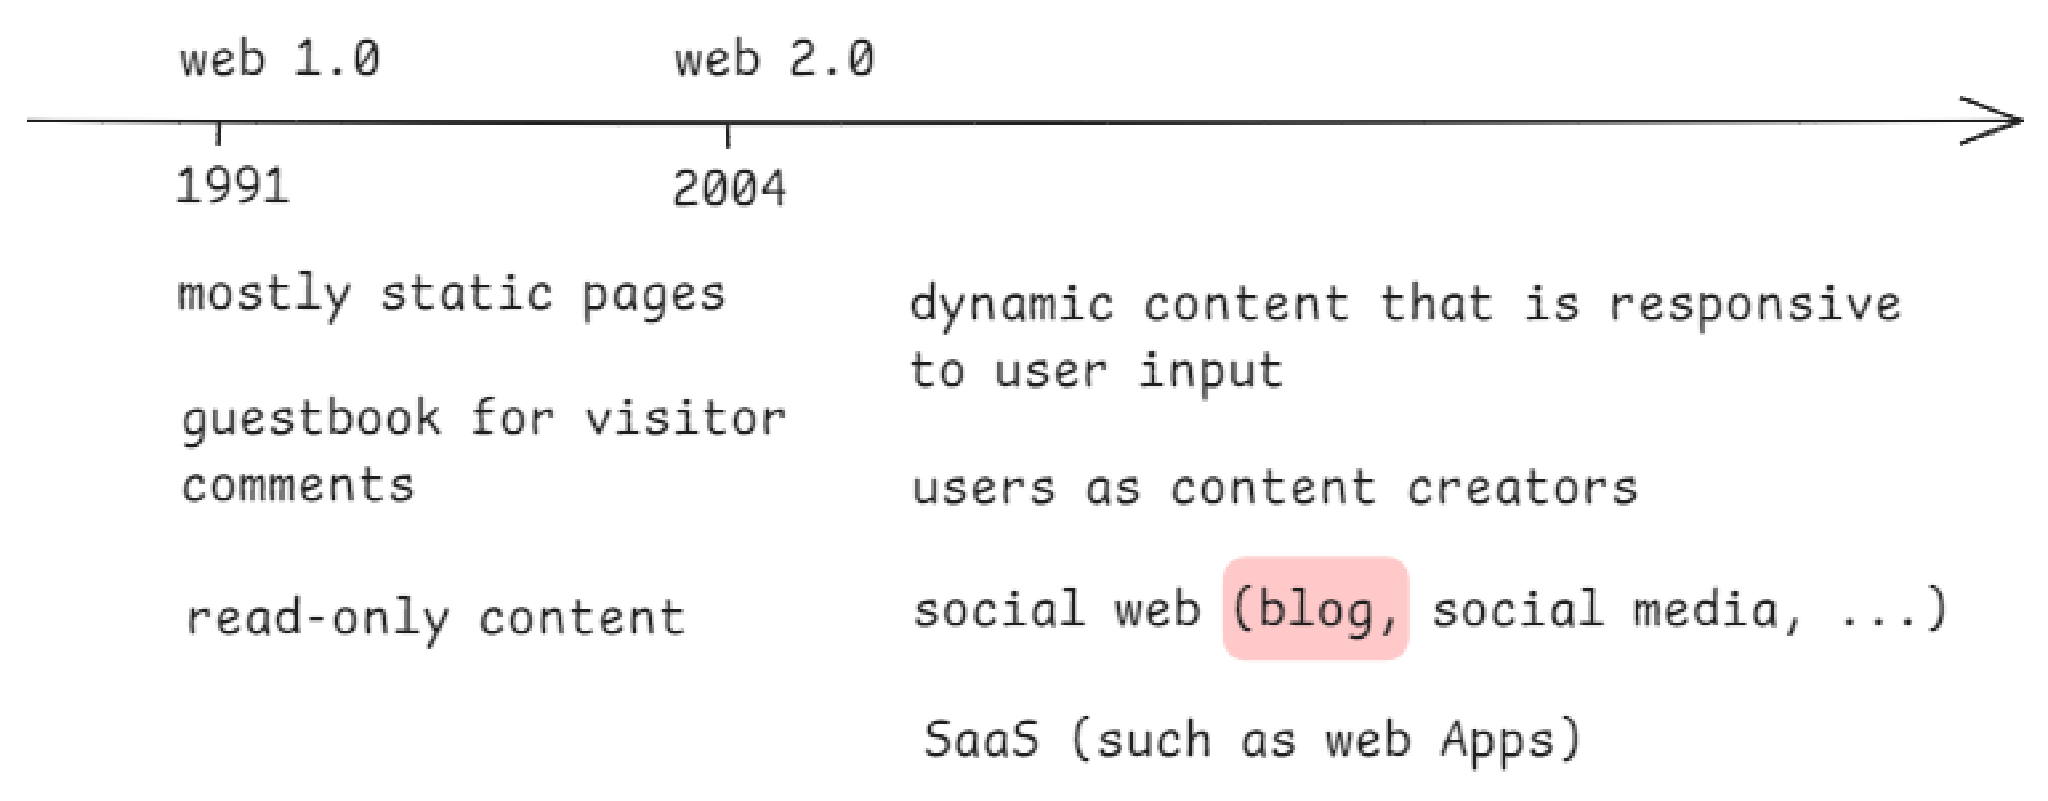 web 1.0
web 2.0
1991
2004
mostly static pages
guestbook for visitor
comments
read-only content
dynamic content that is responsive
to user input
users as content creators
social web (blog, social media, ...)
SaaS (such as web Apps)